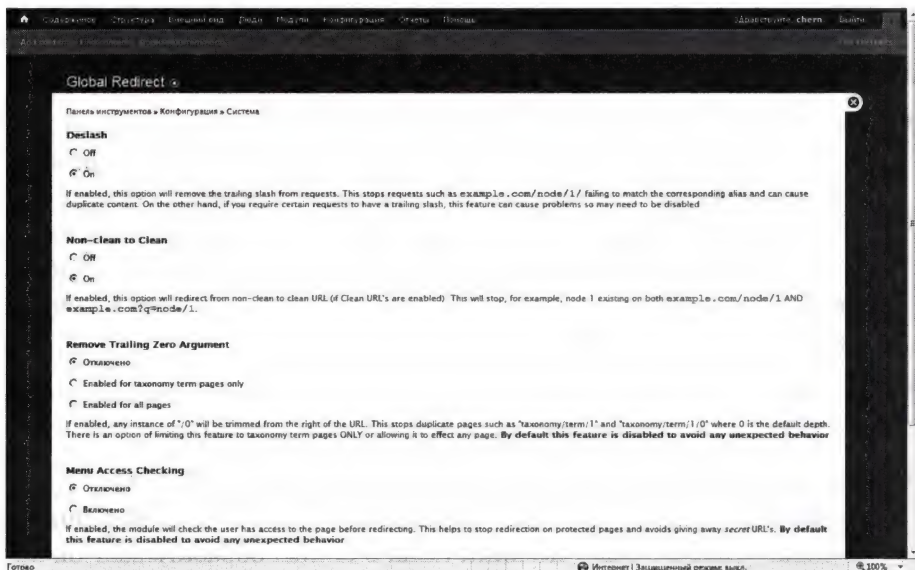 Содержимое Структура Внешний вид Люди Модули Конфигурация Отчеты Помощь Здравствуйте, chern Выйти
Global Redirect
Панель инструментов » Конфигурация » Система
Deslash
Off
On
If enabled, this option will remove the trailing slash from requests. This stops requests such as example.com/node/1/ failing to match the corresponding alias and can cause
duplicate content. On the other hand, if you require certain requests to have a trailing slash, this feature can cause problems so may need to be disabled
Non-clean to Clean
Off
On
If enabled, this option will redirect from non-clean to clean URL (if Clean URL's are enabled). This will stop, for example, node 1 existing on both example.com/node/1 AND
example.com?q=node/1.
Remove Trailing Zero Argument
Отключено
Enabled for taxonomy term pages only
Enabled for all pages
If enabled, any instance of "/0" will be trimmed from the right of the URL. This stops duplicate pages such as "taxonomy/term/1" and "taxonomy/term/1/0" where 0 is the default depth.
There is an option of limiting this feature to taxonomy term pages ONLY or allowing it to effect any page. By default this feature is disabled to avoid any unexpected behavior
Menu Access Checking
Отключено
Включено
If enabled, the module will check the user has access to the page before redirecting. This helps to stop redirection on protected pages and avoids giving away secret URL's. By default
this feature is disabled to avoid any unexpected behavior
Готово Интернет | Защищенный режим: выкл. 100%